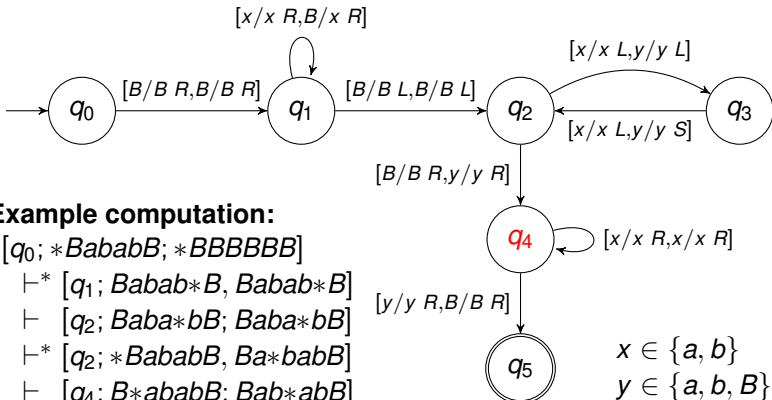 [x/x R,B/x R]
[x/x L,y/y L]
[B/B R,B/B R]
[B/B L,B/B L]
q0
q1
q2
q3
[x/x L,y/y S]
[B/B R,y/y R]
Example computation:
[q0; ∗BababB; ∗BBBBBB]
q4
[x/x R,x/x R]
⊢* [q1; Babab∗B, Babab∗B]
[y/y R,B/B R]
⊢ [q2; Baba∗bB; Baba∗bB]
⊢* [q2; ∗BababB, Ba∗babB]
q5
x ∈ {a, b}
⊢ [q4; B∗ababB; Bab∗abB]
y ∈ {a, b, B}